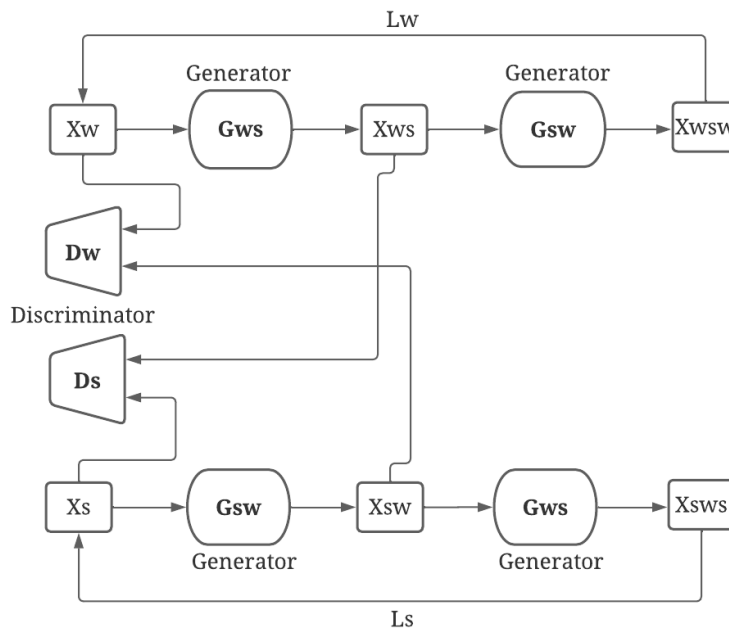 Lw
Generator
Generator
Xw
Gws
Xws
Gsw
Xwsw
Dw
Discriminator
Ds
Xs
Gsw
Xsw
Gws
Xsws
Generator
Generator
Ls